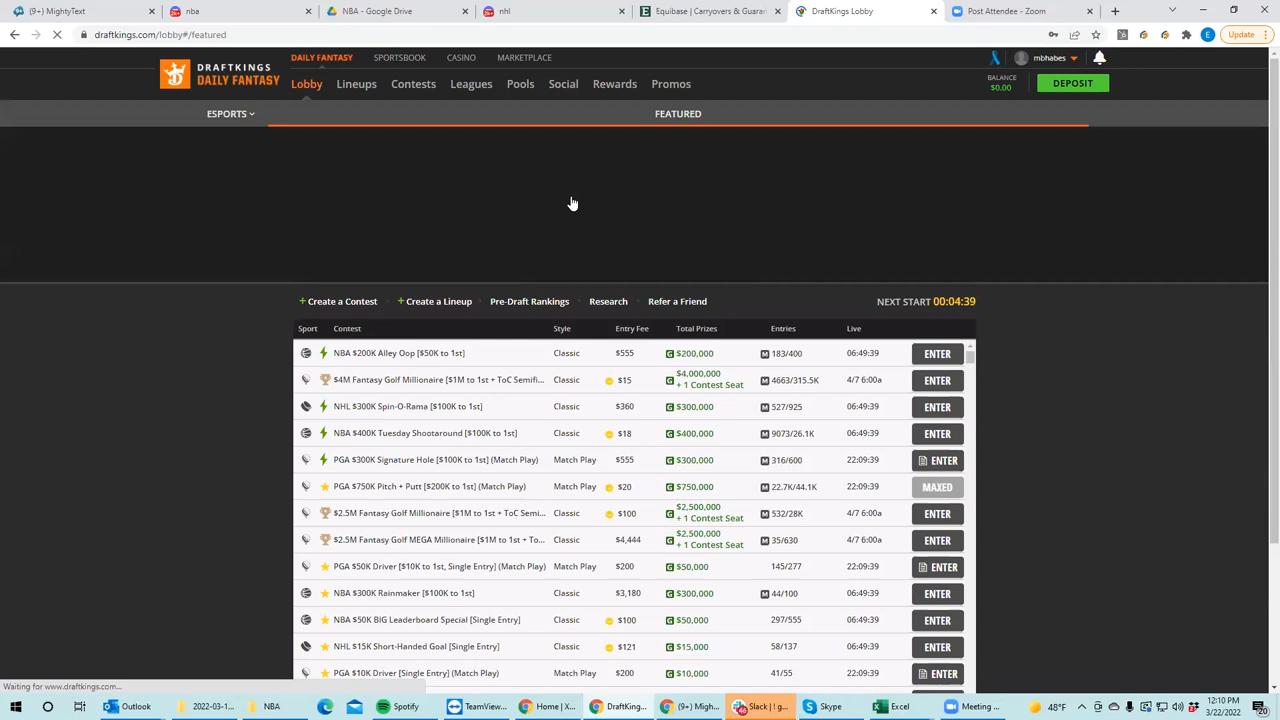 (9+) MightyText
nba
NBA - Google Drive
nhl
Equibase | Carryovers & Guaran
DraftKings Lobby
Post Attendee - Zoom
draftkings.com/lobby#/featured
E
Update
DRAFTKINGS
DAILY FANTASY
DAILY FANTASY SPORTSBOOK CASINO MARKETPLACE
Lobby Lineups Contests Leagues Pools Social Rewards Promos
mbhabes
BALANCE
$0.00
DEPOSIT
ESPORTS
FEATURED
+ Create a Contest + Create a Lineup Pre-Draft Rankings Research Refer a Friend NEXT START 00:04:39
Sport Contest Style Entry Fee Total Prizes Entries Live
NBA $200K Alley Oop [$50K to 1st] Classic $555 G $200,000 M 183/400 06:49:39 ENTER
$4M Fantasy Golf Millionaire [$1M to 1st + ToC Semifi... Classic $15 G $4,000,000 + 1 Contest Seat M 4663/315.5K 4/7 6:00a ENTER
NHL $300K Spin-O-Rama [$100K to 1st] Classic $360 G $300,000 M 527/925 06:49:39 ENTER
NBA $400K Tuesday Shootaround [$100K to 1st] Classic $18 G $400,000 M 9073/26.1K 06:49:39 ENTER
PGA $300K Signature Hole [$100K to 1st] (Match Play) Match Play $555 G $300,000 M 316/600 22:09:39 ENTER
PGA $750K Pitch + Putt [$200K to 1st] (Match Play) Match Play $20 G $750,000 M 22.7K/44.1K 22:09:39 MAXED
$2.5M Fantasy Golf Millionaire [$1M to 1st + ToC Semi... Classic $100 G $2,500,000 + 1 Contest Seat M 532/28K 4/7 6:00a ENTER
$2.5M Fantasy Golf MEGA Millionaire [$1M to 1st + To... Classic $4,444 G $2,500,000 + 1 Contest Seat M 35/630 4/7 6:00a ENTER
PGA $50K Driver [$10K to 1st, Single Entry] (Match Play) Match Play $200 G $50,000 145/277 22:09:39 ENTER
NBA $300K Rainmaker [$100K to 1st] Classic $3,180 G $300,000 M 44/100 06:49:39 ENTER
NBA $50K BIG Leaderboard Special [Single Entry] Classic $100 G $50,000 297/555 06:49:39 ENTER
NHL $15K Short-Handed Goal [Single Entry] Classic $121 G $15,000 58/137 06:49:39 ENTER
PGA $10K Driver [Single Entry] (Match Play) Match Play $200 G $10,000 41/55 22:09:39 ENTER
Waiting for www.draftkings.com...
Outlook 2022-03-1... NBA Spotify TeamView... Home | X... DraftKing... (9+) Migh... Slack | ! g... Skype Excel Meeting ... 48°F
12:10 PM
3/22/2022
20